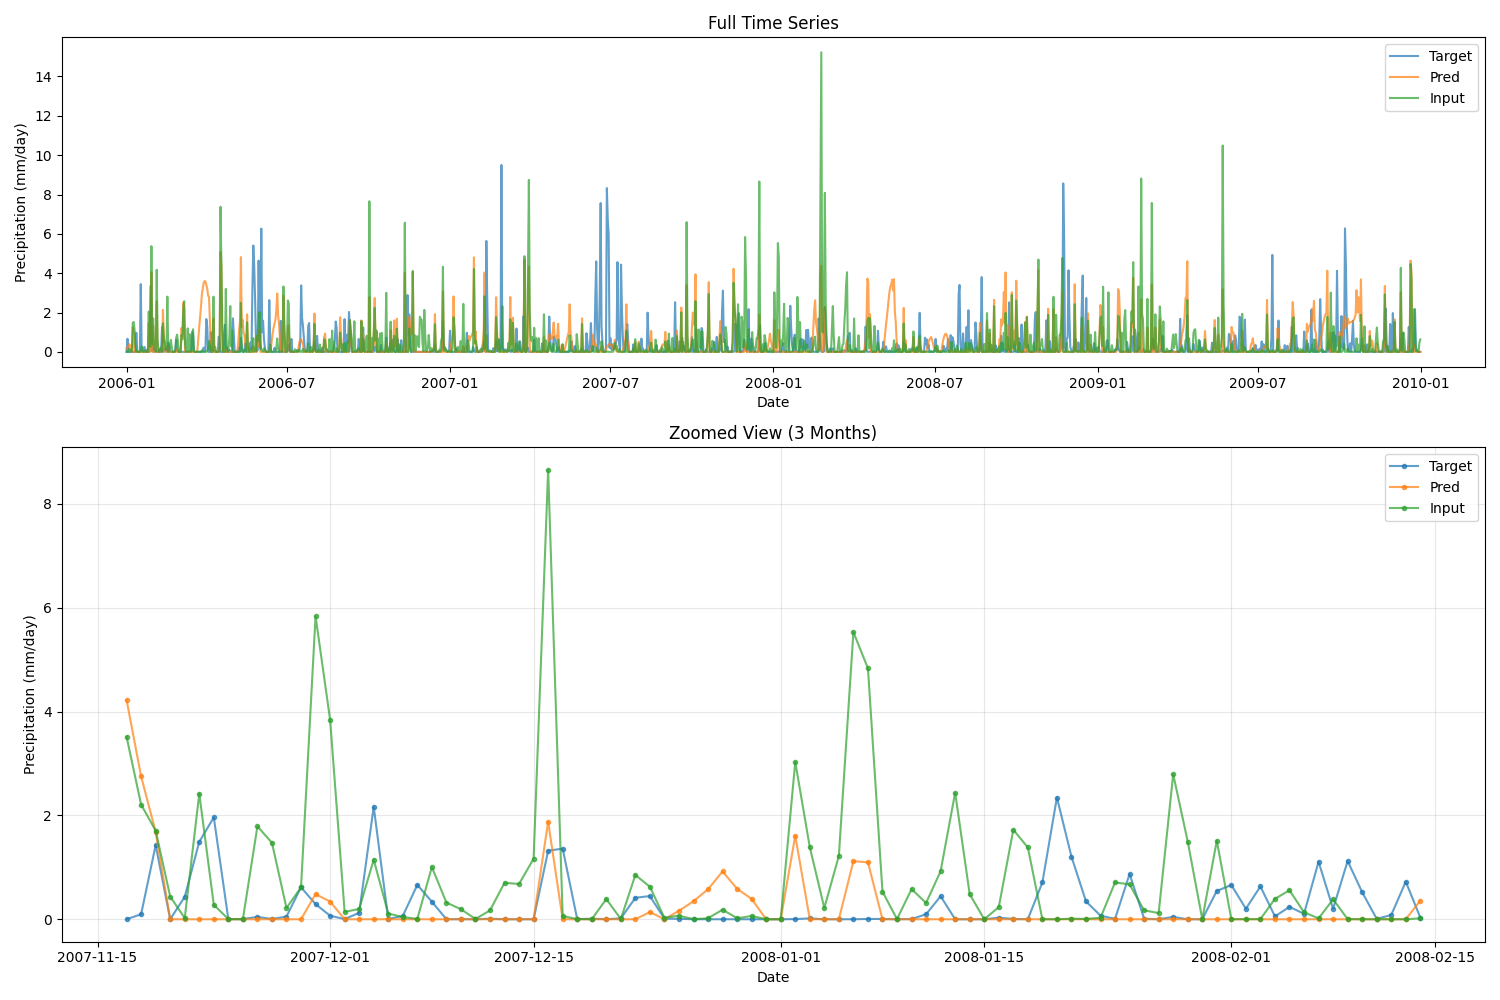 Full Time Series
Precipitation (mm/day)
14
12
10
8
6
4
2
0
Target
Pred
Input
2006-01
2006-07
2007-01
2007-07
2008-01
2008-07
2009-01
2009-07
2010-01
Date
Zoomed View (3 Months)
Precipitation (mm/day)
8
6
4
2
0
Target
Pred
Input
2007-11-15
2007-12-01
2007-12-15
2008-01-01
2008-01-15
2008-02-01
2008-02-15
Date